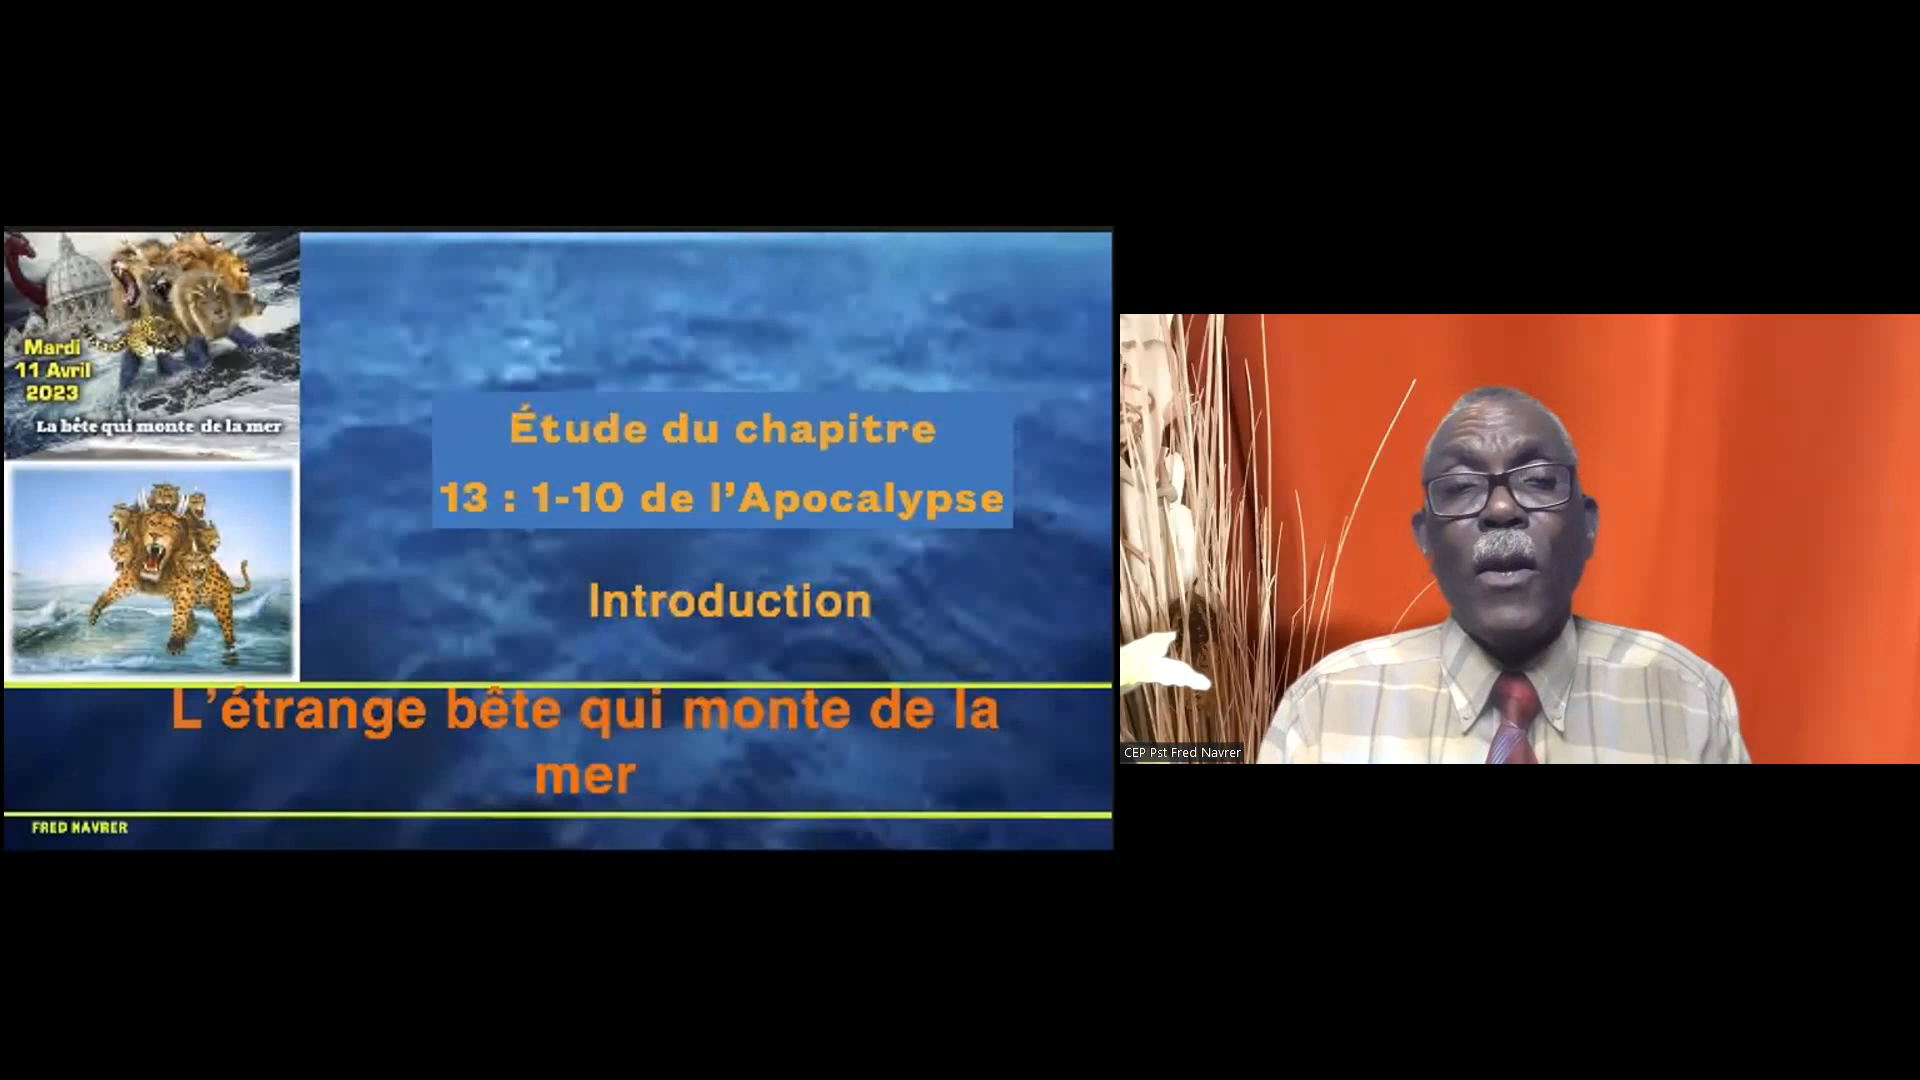 Mardi
11 Avril
2023
La bête qui monte de la mer
Étude du chapitre
13 : 1-10 de l’Apocalypse
Introduction
L’étrange bête qui monte de la
mer
FRED NAVRER
CEP Pst Fred Navrer